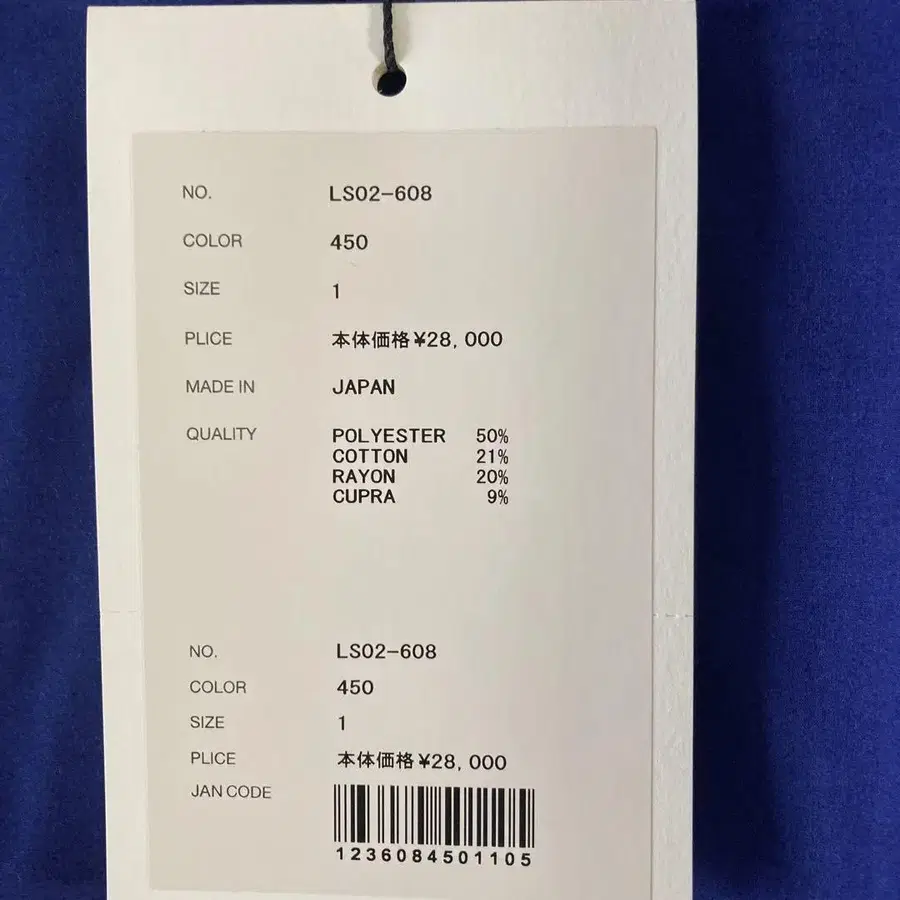 NO. LS02-608
COLOR 450
SIZE 1
PLICE 本体価格¥28,000
MADE IN JAPAN
QUALITY POLYESTER 50%
COTTON 21%
RAYON 20%
CUPRA 9%
NO. LS02-608
COLOR 450
SIZE 1
PLICE 本体価格¥28,000
JAN CODE
1236084501105